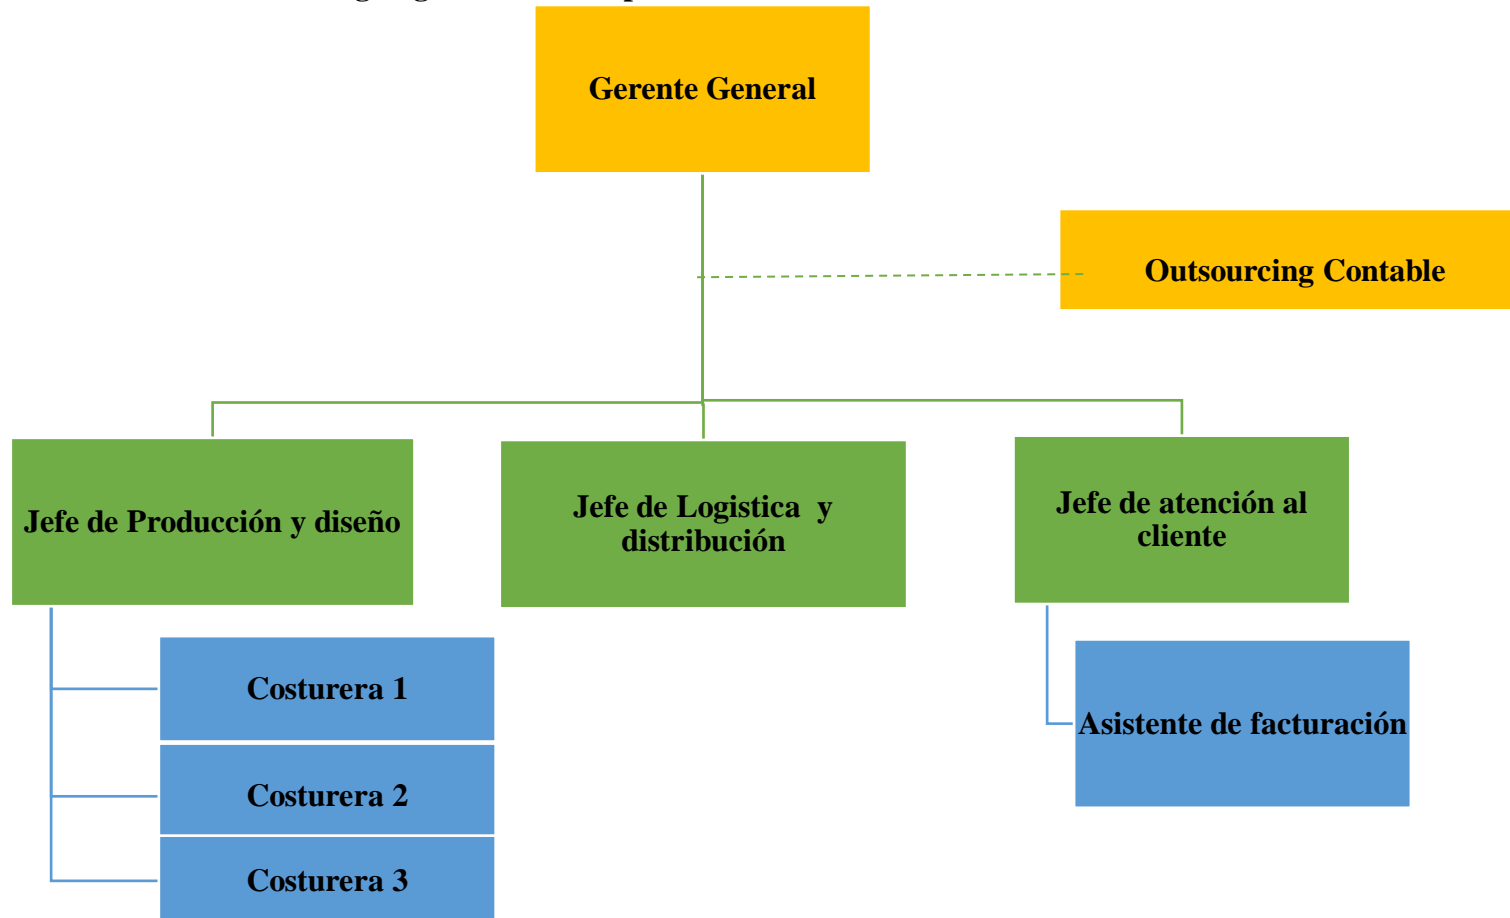 Gerente General
Outsourcing Contable
Jefe de Producción y diseño
Jefe de Logistica y
distribución
Jefe de atención al
cliente
Costurera 1
Asistente de facturación
Costurera 2
Costurera 3